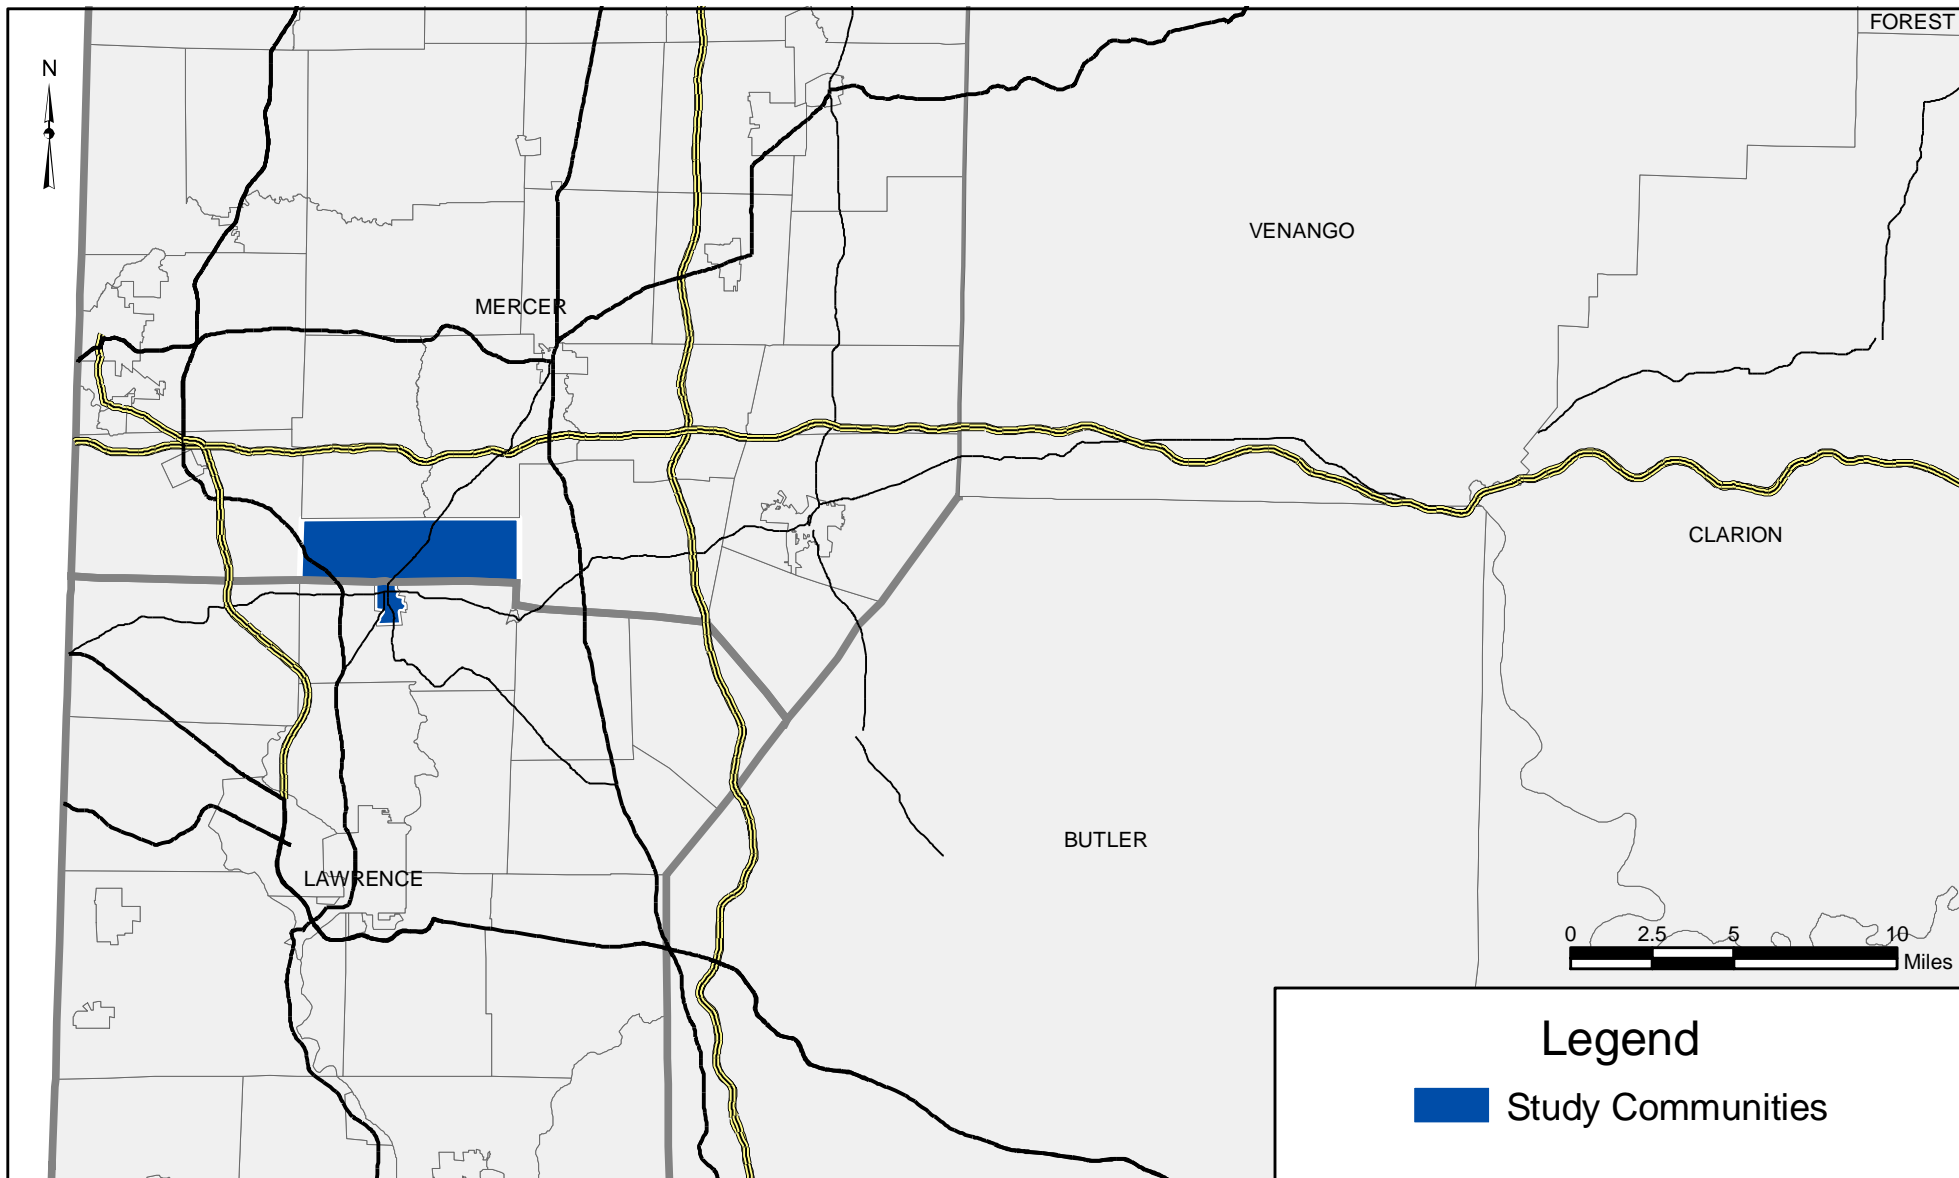 FOREST
N
VENANGO
MERCER
CLARION
BUTLER
LAWRENCE
0 2.5 5 10
Miles
Legend
Study Communities